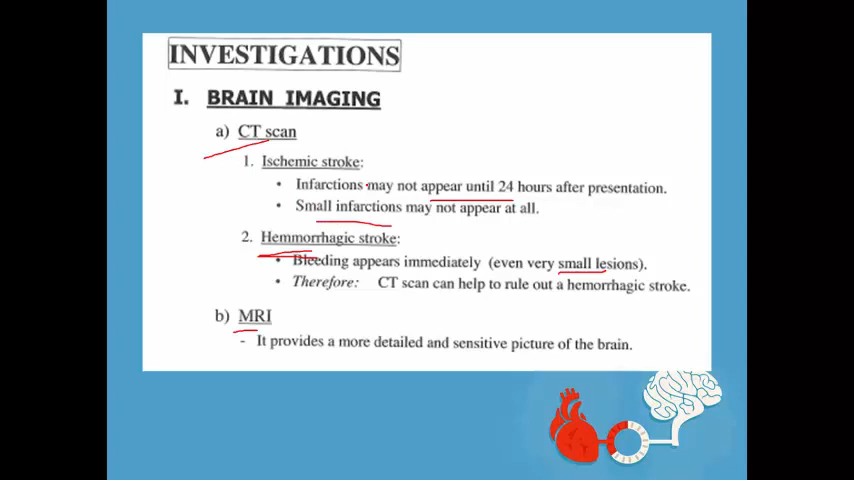 INVESTIGATIONS
I. BRAIN IMAGING
a) CT scan
1. Ischemic stroke:
• Infarctions may not appear until 24 hours after presentation.
• Small infarctions may not appear at all.
2. Hemmorrhagic stroke:
• Bleeding appears immediately (even very small lesions).
• Therefore: CT scan can help to rule out a hemorrhagic stroke.
b) MRI
- It provides a more detailed and sensitive picture of the brain.